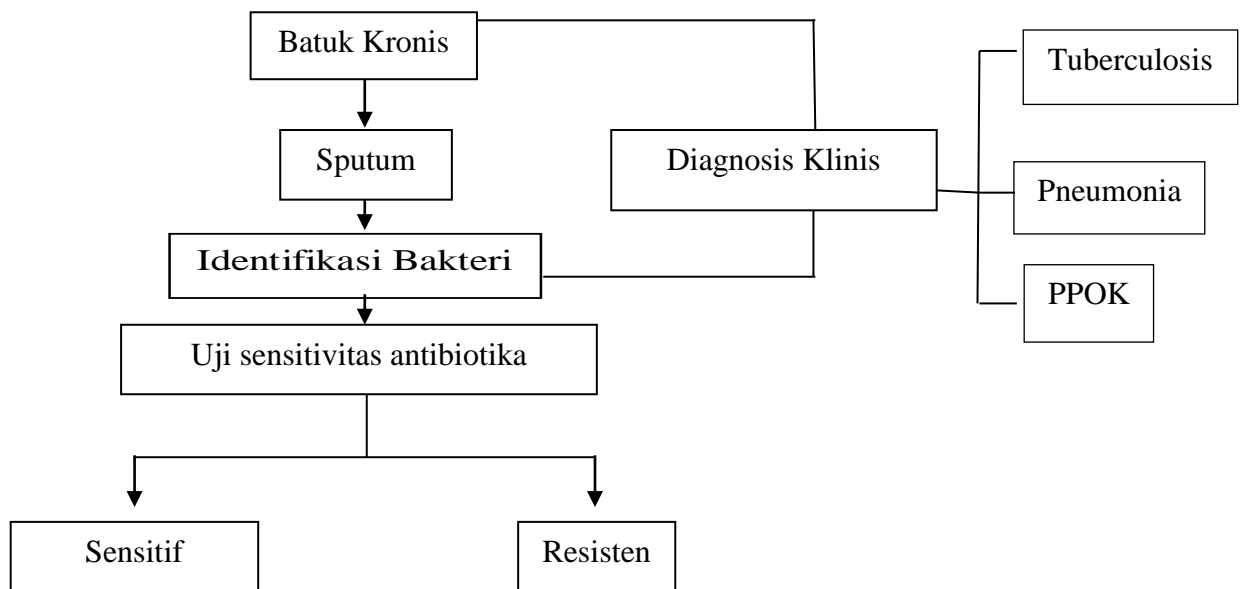 Batuk Kronis
Tuberculosis
Sputum
Diagnosis Klinis
Pneumonia
Identifikasi Bakteri
PPOK
Uji sensitivitas antibiotika
Sensitif
Resisten